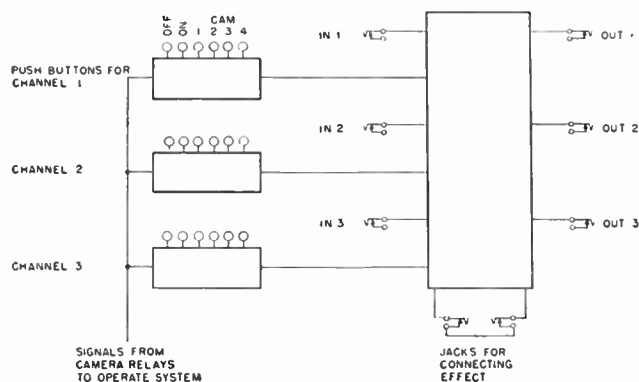 OFF
ON
1
CAM
2
3
4
PUSH BUTTONS FOR
CHANNEL 1
CHANNEL 2
CHANNEL 3
IN 1
IN 2
IN 3
OUT 2
OUT 3
OUT
SIGNALS FROM
CAMERA RELAYS
TO OPERATE SYSTEM
JACKS FOR
CONNECTING
EFFECT